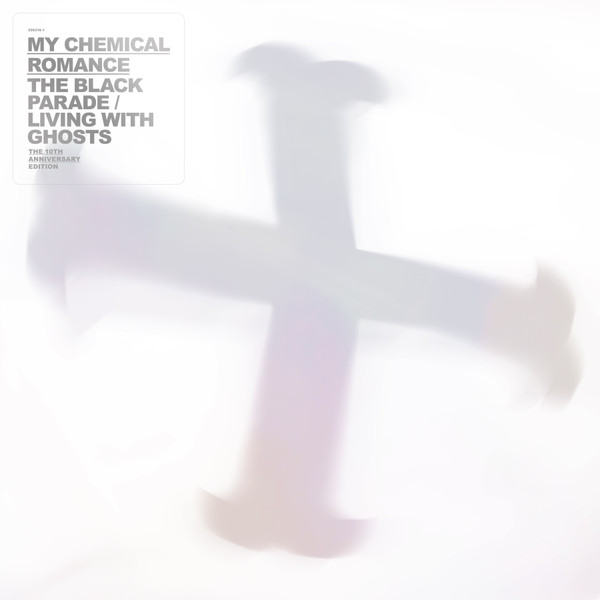 MY CHEMICAL
ROMANCE
THE BLACK
PARADE /
LIVING WITH
GHOSTS
THE 10TH
ANNIVERSARY
EDITION